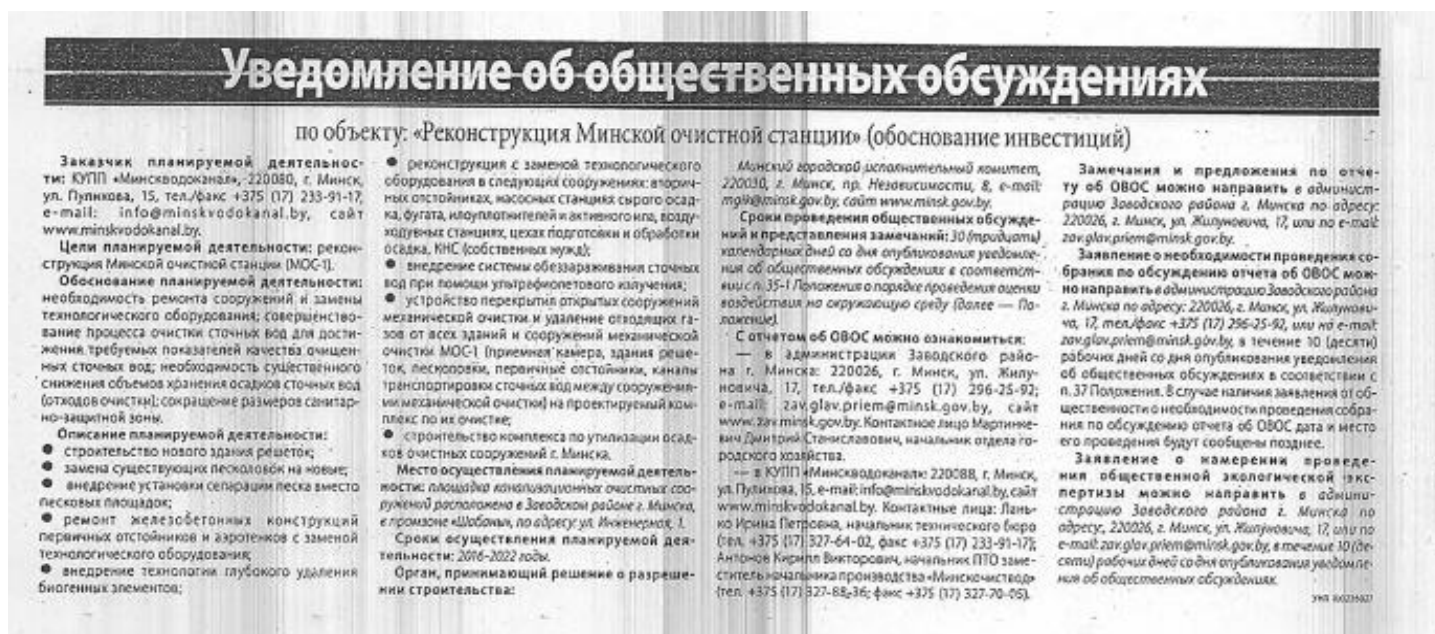 Уведомление об общественных обсуждениях
по объекту: «Реконструкция Минской очистной станции» (обоснование инвестиций)
Заказчик планируемой деятельнос-
ти: КУПП «Минскводоканал», 220080, г. Минск,
ул. Пулихова, 15, тел./факс +375 (17) 233-91-17,
e-mail: info@minskvodokanal.by, сайт
www.minskvodokanal.by.
Цели планируемой деятельности: рекон-
струкция Минской очистной станции (МОС-1).
Обоснование планируемой деятельности:
необходимость ремонта сооружений и замены
технологического оборудования; совершенство-
вание процесса очистки сточных вод для дости-
жения требуемых показателей качества очищен-
ных сточных вод; необходимость существенного
снижения объемов хранения осадков сточных вод
(отходов очистки); сокращение размеров санитар-
но-защитной зоны.
Описание планируемой деятельности:
● строительство нового здания решеток;
● замена существующих песколовок на новые;
● внедрение установки сепарации песка вместо
песковых площадок;
● ремонт железобетонных конструкций
первичных отстойников и аэротенков с заменой
технологического оборудования;
● внедрение технологии глубокого удаления
биогенных элементов;
● реконструкция с заменой технологического
оборудования в следующих сооружениях: вторич-
ных отстойниках, насосных станциях сырого осад-
ка, фугата, илоуплотнителей и активного ила, возду-
ходувных станциях, цехах подготовки и обработки
осадка, КНС (собственных нужд);
● внедрение системы обеззараживания сточных
вод при помощи ультрафиолетового излучения;
● устройство перекрытия открытых сооружений
механической очистки и удаление отходящих га-
зов от всех зданий и сооружений механической
очистки МОС-1 (приемная камера, здания реше-
ток, песколовки, первичные отстойники, каналы
транспортировки сточных вод между сооружения-
ми механической очистки) на проектируемый ком-
плекс по их очистке;
● строительство комплекса по утилизации осад-
ков очистных сооружений г. Минска.
Место осуществления планируемой деятель-
ности: площадка канализационных очистных соо-
ружений расположена в Заводском районе г. Минска,
в промзоне «Шабаны», по адресу: ул. Инженерная, 1.
Сроки осуществления планируемой дея-
тельности: 2016-2022 годы.
Орган, принимающий решение о разреше-
нии строительства:
Минский городской исполнительный комитет,
220030, г. Минск, пр. Независимости, 8, e-mail:
mgik@minsk.gov.by, сайт www.minsk.gov.by.
Сроки проведения общественных обсужде-
ний и представления замечаний: 30 (тридцать)
календарных дней со дня опубликования уведомле-
ния об общественных обсуждениях в соответст-
вии с п. 35-1 Положения о порядке проведения оценки
воздействия на окружающую среду (далее — По-
ложение).
С отчетом об ОВОС можно ознакомиться:
— в администрации Заводского райо-
на г. Минска: 220026, г. Минск, ул. Жилу-
новича, 17, тел./факс +375 (17) 296-25-92;
e-mail: zav.glav.priem@minsk.gov.by, сайт
www.zav.minsk.gov.by. Контактное лицо Мартинке-
вич Дмитрий Станиславович, начальник отдела го-
родского хозяйства.
— в КУПП «Минскводоканал»: 220088, г. Минск,
ул. Пулихова, 15, e-mail: info@minskvodokanal.by, сайт
www.minskvodokanal.by. Контактные лица: Лань-
ко Ирина Петровна, начальник технического бюро
(тел. +375 (17) 327-64-02, факс +375 (17) 233-91-17);
Антонов Кирилл Викторович, начальник ПТО заме-
ститель начальника производства «Минскочиствод»
(тел. +375 (17) 327-88-36; факс +375 (17) 327-70-05).
Замечания и предложения по отче-
ту об ОВОС можно направить в админист-
рацию Заводского района г. Минска по адресу:
220026, г. Минск, ул. Жилуновича, 17, или по e-mail:
zav.glav.priem@minsk.gov.by.
Заявление о необходимости проведения со-
брания по обсуждению отчета об ОВОС мож-
но направить в администрацию Заводского района
г. Минска по адресу: 220026, г. Минск, ул. Жилунови-
ча, 17, тел./факс +375 (17) 296-25-92, или на e-mail:
zav.glav.priem@minsk.gov.by, в течение 10 (десяти)
рабочих дней со дня опубликования уведомления
об общественных обсуждениях в соответствии с
п. 37 Положения. В случае наличия заявления от об-
щественности о необходимости проведения собра-
ния по обсуждению отчета об ОВОС дата и место
его проведения будут сообщены позднее.
Заявление о намерении проведе-
ния общественной экологической экс-
пертизы можно направить в админи-
страцию Заводского района г. Минска по
адресу: 220026, г. Минск, ул. Жилуновича, 17, или по
e-mail: zav.glav.priem@minsk.gov.by, в течение 10 (де-
сяти) рабочих дней со дня опубликования уведомле-
ния об общественных обсуждениях.
УНП